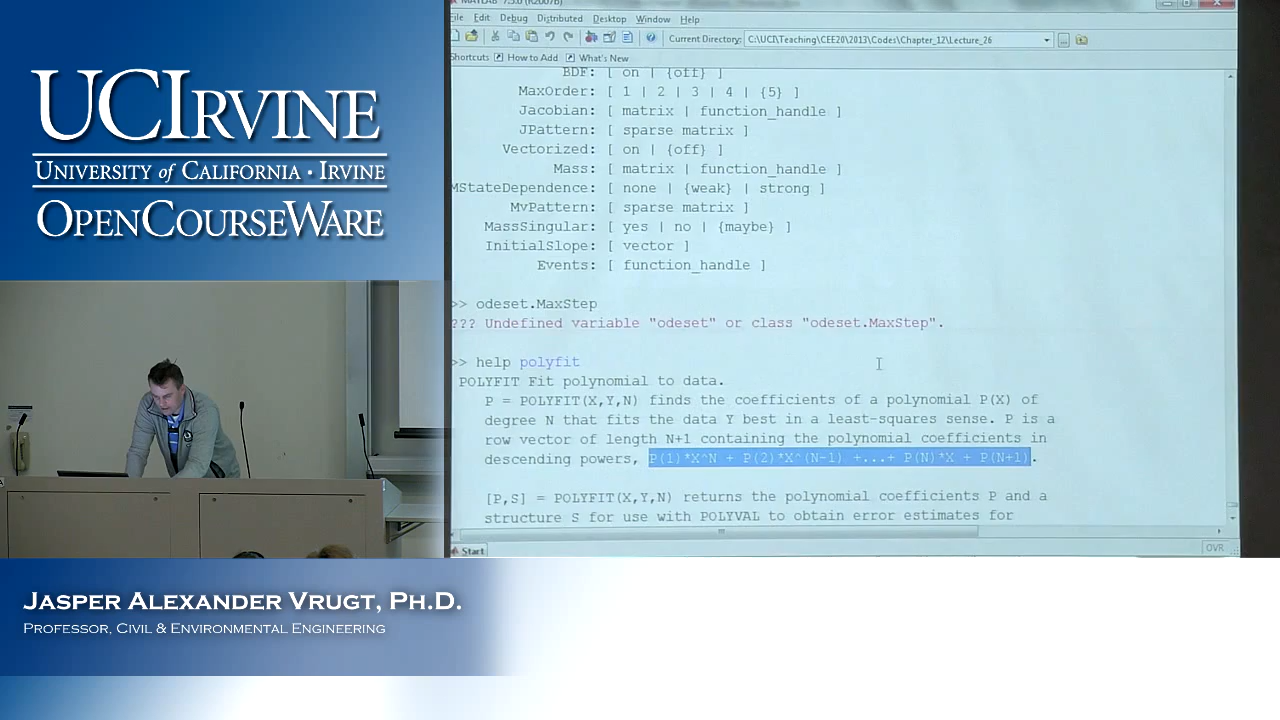 UCIRVINE
UNIVERSITY of CALIFORNIA · IRVINE
OPENCOURSEWARE
MATLAB 7.5.0 (R2007b)
File Edit Debug Distributed Desktop Window Help
Current Directory: C:\UCI\Teaching\CEE20\2013\Codes\Chapter_12\Lecture_26
Shortcuts How to Add What's New
BDF: [ on | {off} ]
MaxOrder: [ 1 | 2 | 3 | 4 | {5} ]
Jacobian: [ matrix | function_handle ]
JPattern: [ sparse matrix ]
Vectorized: [ on | {off} ]
Mass: [ matrix | function_handle ]
MStateDependence: [ none | {weak} | strong ]
MvPattern: [ sparse matrix ]
MassSingular: [ yes | no | {maybe} ]
InitialSlope: [ vector ]
Events: [ function_handle ]
>> odeset.MaxStep
??? Undefined variable "odeset" or class "odeset.MaxStep".
>> help polyfit
POLYFIT Fit polynomial to data.
P = POLYFIT(X,Y,N) finds the coefficients of a polynomial P(X) of
degree N that fits the data Y best in a least-squares sense. P is a
row vector of length N+1 containing the polynomial coefficients in
descending powers, P(1)*X^N + P(2)*X^(N-1) +...+ P(N)*X + P(N+1).
[P,S] = POLYFIT(X,Y,N) returns the polynomial coefficients P and a
structure S for use with POLYVAL to obtain error estimates for
Start
OVR
JASPER ALEXANDER VRUGT, PH.D.
PROFESSOR, CIVIL & ENVIRONMENTAL ENGINEERING